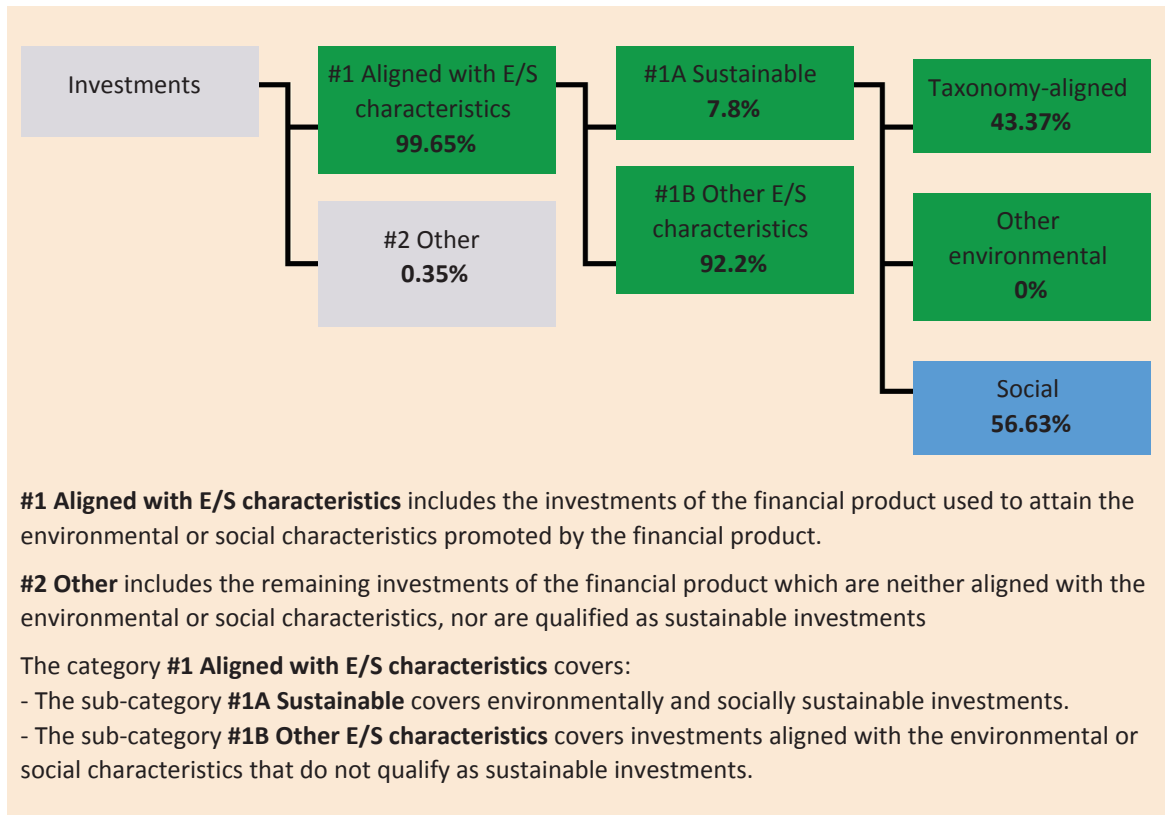 Investments
#1 Aligned with E/S
characteristics
99.65%
#2 Other
0.35%
#1A Sustainable
7.8%
#1B Other E/S
characteristics
92.2%
Taxonomy-aligned
43.37%
Other
environmental
0%
Social
56.63%
#1 Aligned with E/S characteristics includes the investments of the financial product used to attain the
environmental or social characteristics promoted by the financial product.
#2 Other includes the remaining investments of the financial product which are neither aligned with the
environmental or social characteristics, nor are qualified as sustainable investments
The category #1 Aligned with E/S characteristics covers:
- The sub-category #1A Sustainable covers environmentally and socially sustainable investments.
- The sub-category #1B Other E/S characteristics covers investments aligned with the environmental or
social characteristics that do not qualify as sustainable investments.